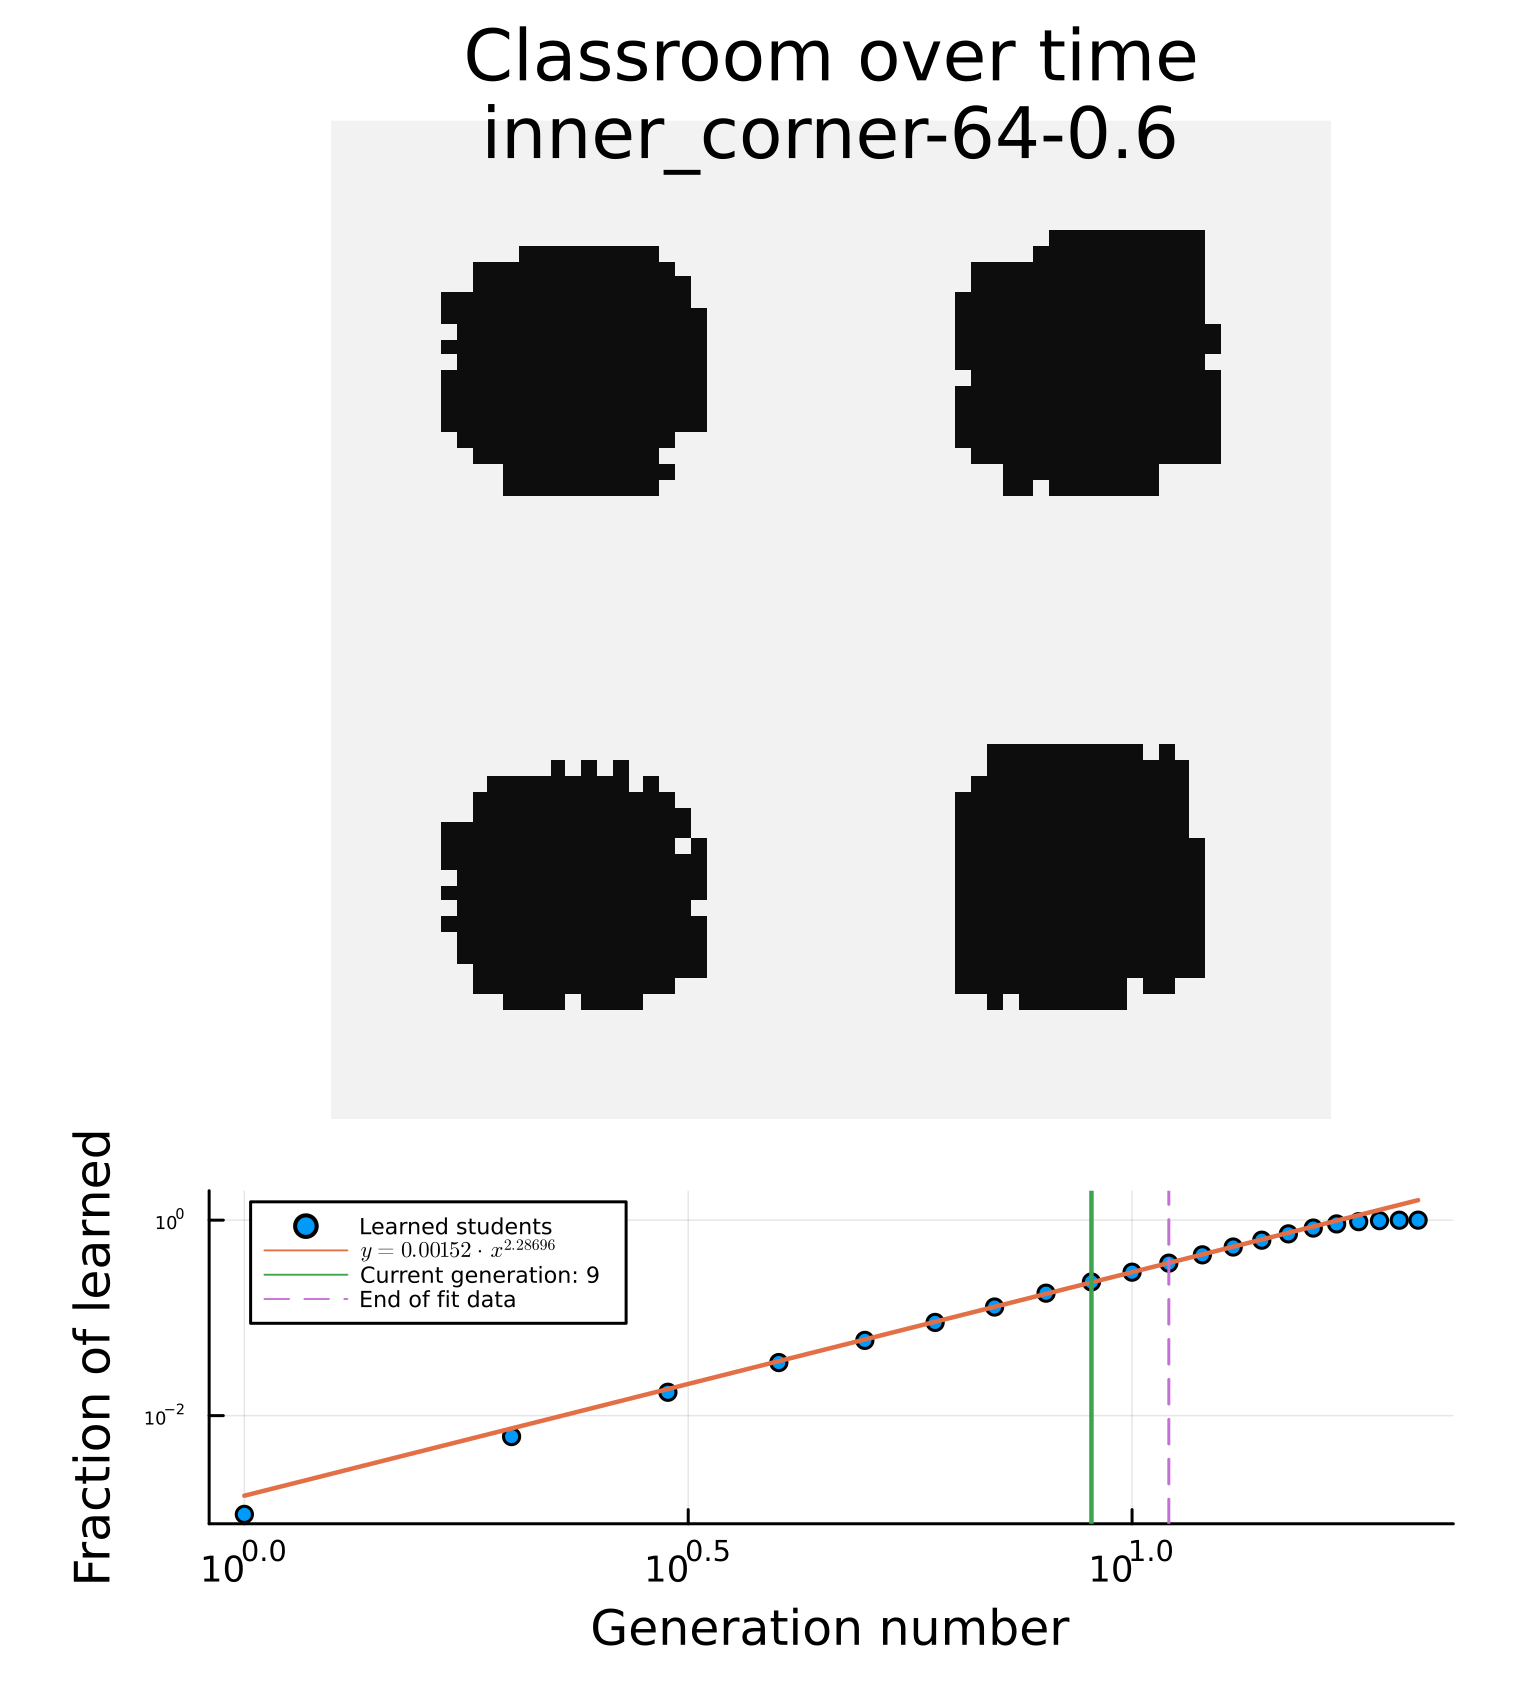 Classroom over time
inner_corner-64-0.6
Fraction of learned
10^0
10^−2
Learned students
y = 0.00152 · x^2.28696
Current generation: 9
End of fit data
10^0.0
10^0.5
10^1.0
Generation number